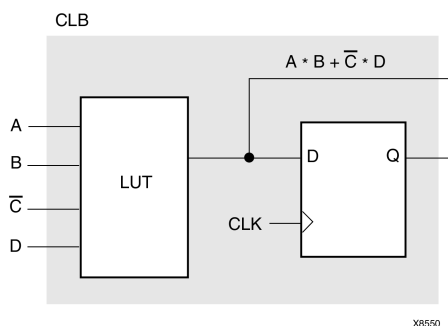 CLB
A * B + C̅ * D
A
B
C̅
D
LUT
D Q
CLK
X8550